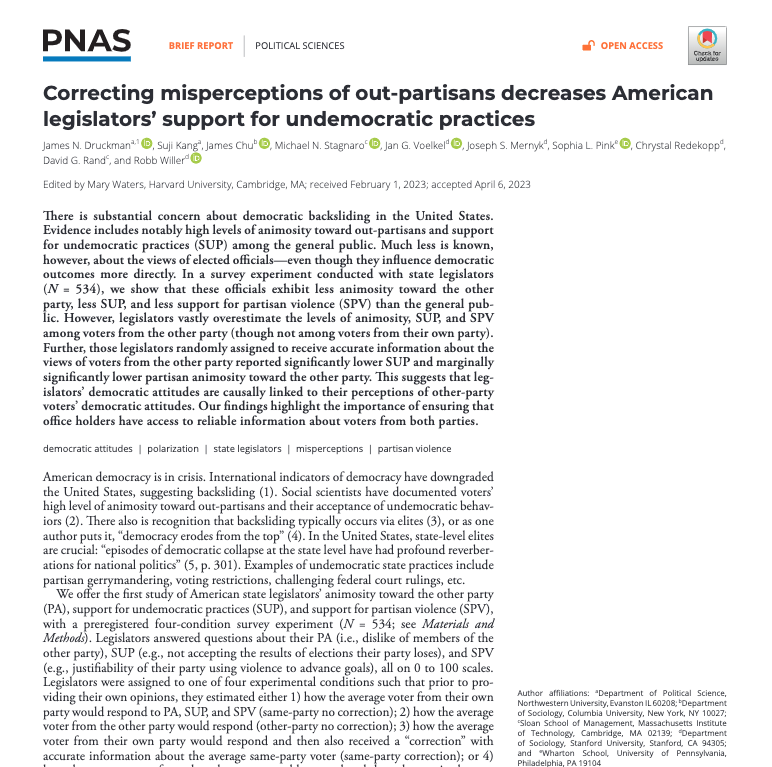 PNAS
BRIEF REPORT | POLITICAL SCIENCES
OPEN ACCESS
Check for
updates
Correcting misperceptions of out-partisans decreases American
legislators’ support for undemocratic practices
James N. Druckmana,1, Suji Kanga, James Chub, Michael N. Stagnaroc, Jan G. Voelkeld, Joseph S. Mernykd, Sophia L. Pinke, Chrystal Redekoppd,
David G. Randc, and Robb Willerd
Edited by Mary Waters, Harvard University, Cambridge, MA; received February 1, 2023; accepted April 6, 2023
There is substantial concern about democratic backsliding in the United States.
Evidence includes notably high levels of animosity toward out-partisans and support
for undemocratic practices (SUP) among the general public. Much less is known,
however, about the views of elected officials—even though they influence democratic
outcomes more directly. In a survey experiment conducted with state legislators
(N = 534), we show that these officials exhibit less animosity toward the other
party, less SUP, and less support for partisan violence (SPV) than the general pub-
lic. However, legislators vastly overestimate the levels of animosity, SUP, and SPV
among voters from the other party (though not among voters from their own party).
Further, those legislators randomly assigned to receive accurate information about the
views of voters from the other party reported significantly lower SUP and marginally
significantly lower partisan animosity toward the other party. This suggests that leg-
islators’ democratic attitudes are causally linked to their perceptions of other-party
voters’ democratic attitudes. Our findings highlight the importance of ensuring that
office holders have access to reliable information about voters from both parties.
democratic attitudes | polarization | state legislators | misperceptions | partisan violence
American democracy is in crisis. International indicators of democracy have downgraded
the United States, suggesting backsliding (1). Social scientists have documented voters’
high level of animosity toward out-partisans and their acceptance of undemocratic behav-
iors (2). There also is recognition that backsliding typically occurs via elites (3), or as one
author puts it, “democracy erodes from the top” (4). In the United States, state-level elites
are crucial: “episodes of democratic collapse at the state level have had profound reverber-
ations for national politics” (5, p. 301). Examples of undemocratic state practices include
partisan gerrymandering, voting restrictions, challenging federal court rulings, etc.
We offer the first study of American state legislators’ animosity toward the other party
(PA), support for undemocratic practices (SUP), and support for partisan violence (SPV),
with a preregistered four-condition survey experiment (N = 534; see Materials and
Methods). Legislators answered questions about their PA (i.e., dislike of members of the
other party), SUP (e.g., not accepting the results of elections their party loses), and SPV
(e.g., justifiability of their party using violence to advance goals), all on 0 to 100 scales.
Legislators were assigned to one of four experimental conditions such that prior to pro-
viding their own opinions, they estimated either 1) how the average voter from their own
party would respond to PA, SUP, and SPV (same-party no correction); 2) how the average
voter from the other party would respond (other-party no correction); 3) how the average
voter from their own party would respond and then also received a “correction” with
accurate information about the average same-party voter (same-party correction); or 4)
Author affiliations: aDepartment of Political Science,
Northwestern University, Evanston IL 60208; bDepartment
of Sociology, Columbia University, New York, NY 10027;
cSloan School of Management, Massachusetts Institute
of Technology, Cambridge, MA 02139; dDepartment
of Sociology, Stanford University, Stanford, CA 94305;
and eWharton School, University of Pennsylvania,
Philadelphia, PA 19104